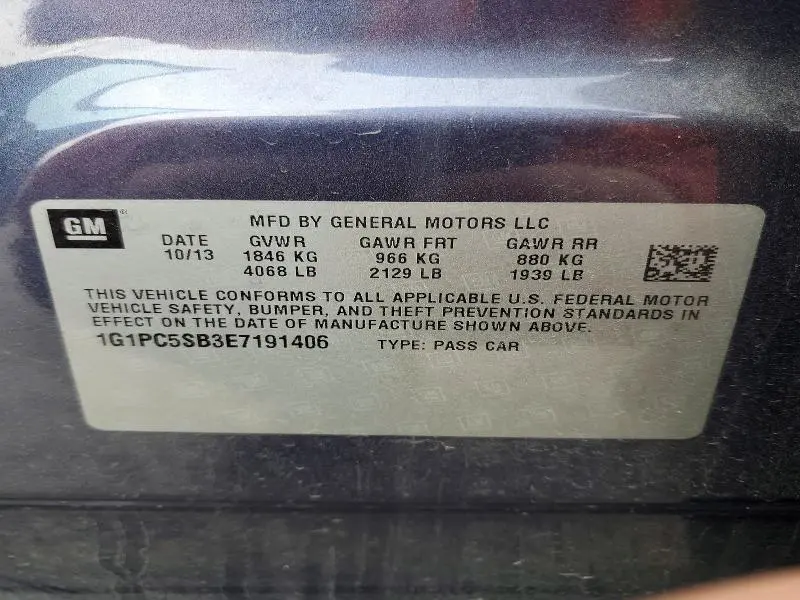 GM®
MFD BY GENERAL MOTORS LLC
DATE GVWR GAWR FRT GAWR RR
10/13 1846 KG 966 KG 880 KG
4068 LB 2129 LB 1939 LB
THIS VEHICLE CONFORMS TO ALL APPLICABLE U.S. FEDERAL MOTOR
VEHICLE SAFETY, BUMPER, AND THEFT PREVENTION STANDARDS IN
EFFECT ON THE DATE OF MANUFACTURE SHOWN ABOVE.
1G1PC5SB3E7191406 TYPE: PASS CAR